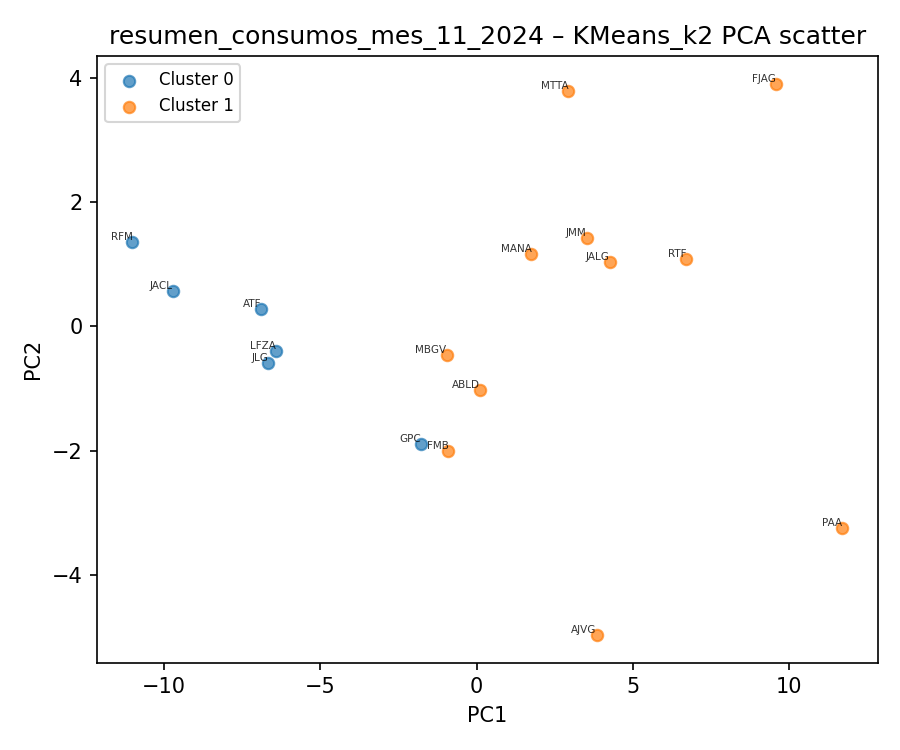 resumen_consumos_mes_11_2024 – KMeans_k2 PCA scatter
Cluster 0
Cluster 1
4
2
0
−2
−4
PC2
MTTA
FJAG
RFM
JMM
MANA
JALG
RTF
JACL
ATF
LFZA
JLG
MBGV
ABLD
GPC
FMB
PAA
AJVG
−10
−5
0
5
10
PC1